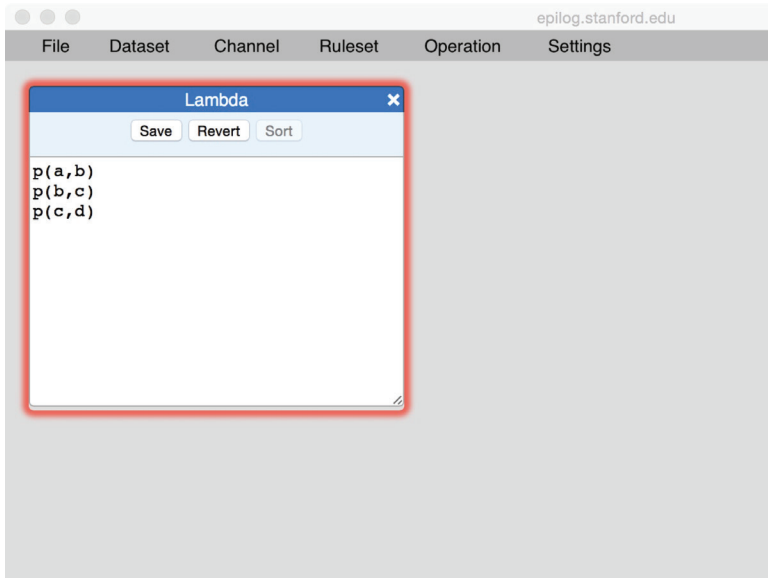 epilog.stanford.edu
File Dataset Channel Ruleset Operation Settings
Lambda ×
Save Revert Sort
p(a,b)
p(b,c)
p(c,d)